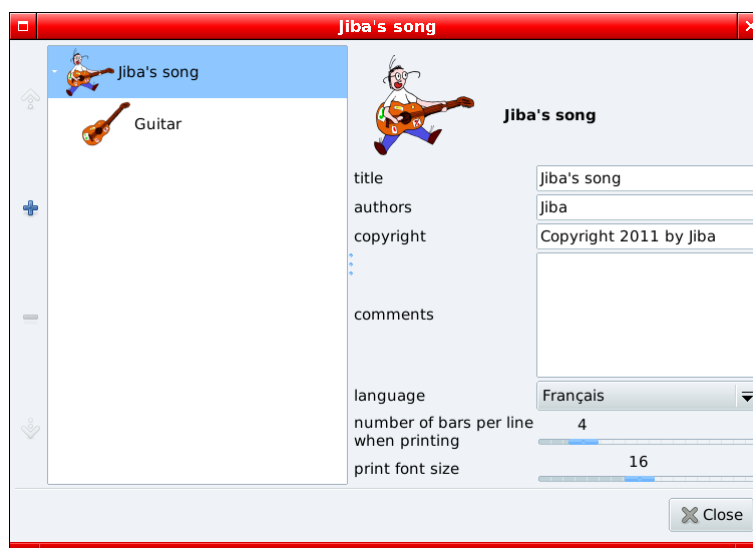 Jiba's song
Jiba's song
Guitar
Jiba's song
title
Jiba's song
authors
Jiba
copyright
Copyright 2011 by Jiba
comments
language
Français
number of bars per line
when printing
4
print font size
16
Close